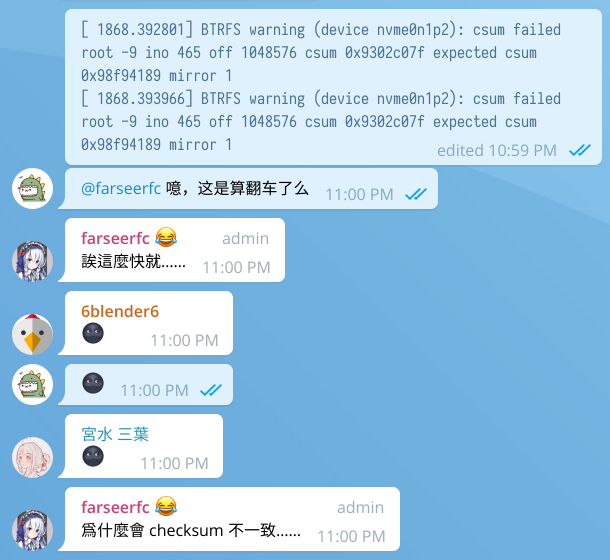 [ 1868.392801] BTRFS warning (device nvme0n1p2): csum failed
root -9 ino 465 off 1048576 csum 0x9302c07f expected csum
0x98f94189 mirror 1
[ 1868.393966] BTRFS warning (device nvme0n1p2): csum failed
root -9 ino 465 off 1048576 csum 0x9302c07f expected csum
0x98f94189 mirror 1
edited 10:59 PM
@farseerfc 噫，这是算翻车了么 11:00 PM
farseerfc 😂 admin
誒這麼快就...... 11:00 PM
6blender6
🌚 11:00 PM
🌚 11:00 PM
宮水 三葉
🌚 11:00 PM
farseerfc 😂 admin
爲什麼會 checksum 不一致...... 11:00 PM